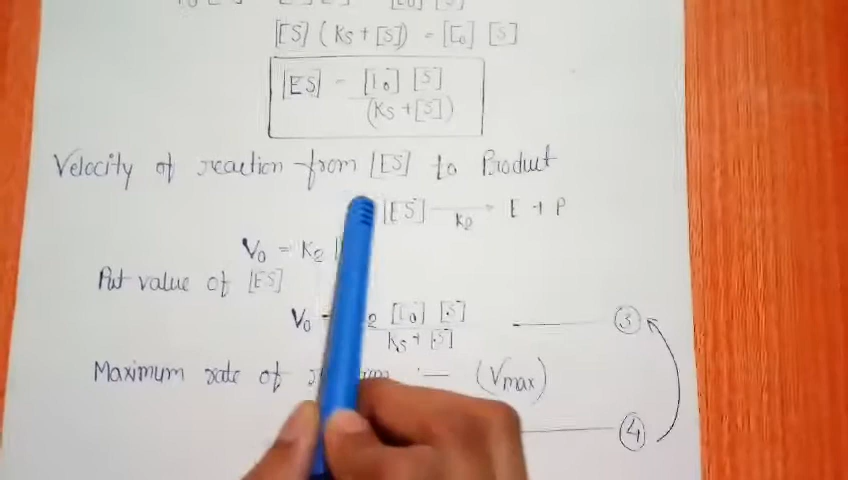 [ES] (Ks + [S]) = [E₀] [S]
[ES] = [E₀] [S] / (Ks + [S])
Velocity of reaction from [ES] to Product
[ES] → K₂ E + P
V₀ = K₂
Put value of [ES]
V₀ = 2 [E₀] [S] / Ks + [S] — ③
Maximum rate of — (Vmax)
— ④